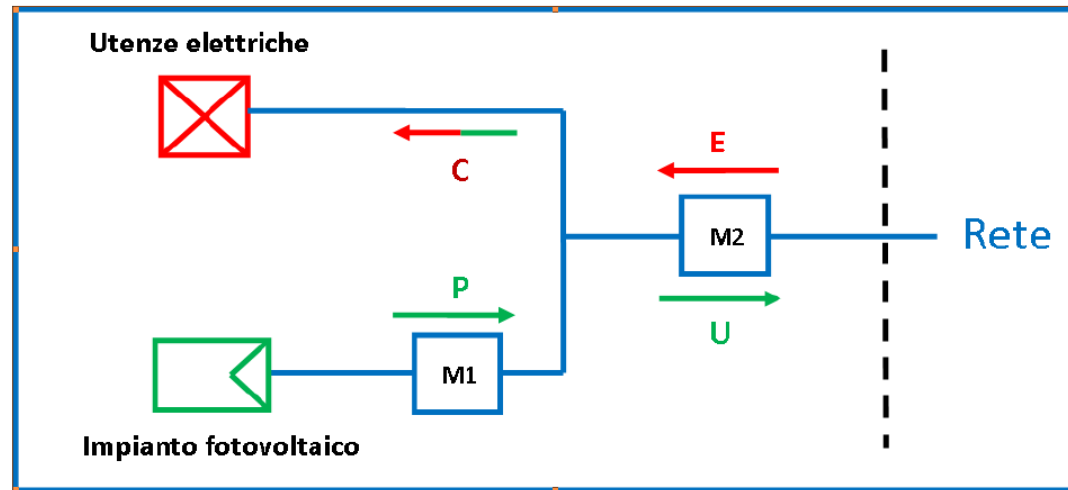 Utenze elettriche
C
E
M2
Rete
P
U
M1
Impianto fotovoltaico